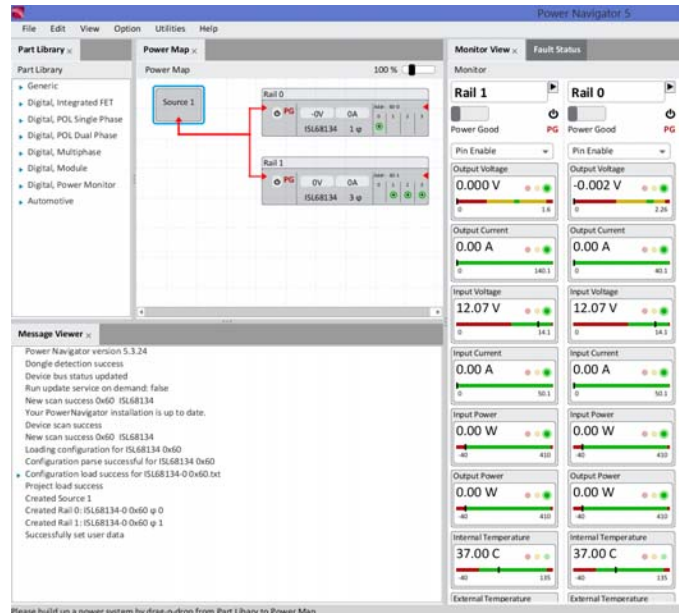 Power Navigator 5
File Edit View Option Utilities Help
Part Library
Part Library
Generic
Digital, Integrated FET
Digital, POL Single Phase
Digital, POL Dual Phase
Digital, Multiphase
Digital, Module
Digital, Power Monitor
Automotive
Power Map
Power Map 100 %
Source 1
Rail 0
PG -0V 0A
0 1 2 3
ISL68134 1 φ
Rail 1
PG 0V 0A
0 1 2 3
ISL68134 3 φ
Message Viewer
Power Navigator version 5.3.24
Dongle detection success
Device bus status updated
Run update service on demand: false
New scan success 0x60 ISL68134
Your PowerNavigator installation is up to date.
Device scan success
New scan success 0x60 ISL68134
Loading configuration for ISL68134 0x60
Configuration parse successful for ISL68134 0x60
Configuration load success for ISL68134-0 0x60.txt
Project load success
Created Source 1
Created Rail 0: ISL68134-0 0x60 φ 0
Created Rail 1: ISL68134-0 0x60 φ 1
Successfully set user data
Monitor View Fault Status
Monitor
Rail 1 Rail 0
Power Good PG Power Good PG
Pin Enable Pin Enable
Output Voltage Output Voltage
0.000 V -0.002 V
0 1.6 0 2.26
Output Current Output Current
0.00 A 0.00 A
0 140.1 0 40.1
Input Voltage Input Voltage
12.07 V 12.07 V
0 14.1 0 14.1
Input Current Input Current
0.00 A 0.00 A
0 50.1 0 50.1
Input Power Input Power
0.00 W 0.00 W
-40 410 -40 410
Output Power Output Power
0.00 W 0.00 W
-40 410 -40 410
Internal Temperature Internal Temperature
37.00 C 37.00 C
-40 135 -40 135
External Temperature External Temperature
Please build up a power system by drag-n-drop from Part Libary to Power Map